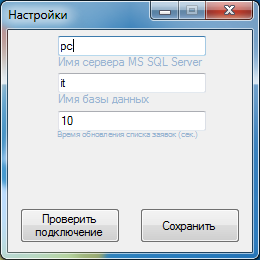 Настройки
pc
Имя сервера MS SQL Server
it
Имя базы данных
10
Время обновления списка заявок (сек.)
Проверить
подключение
Сохранить